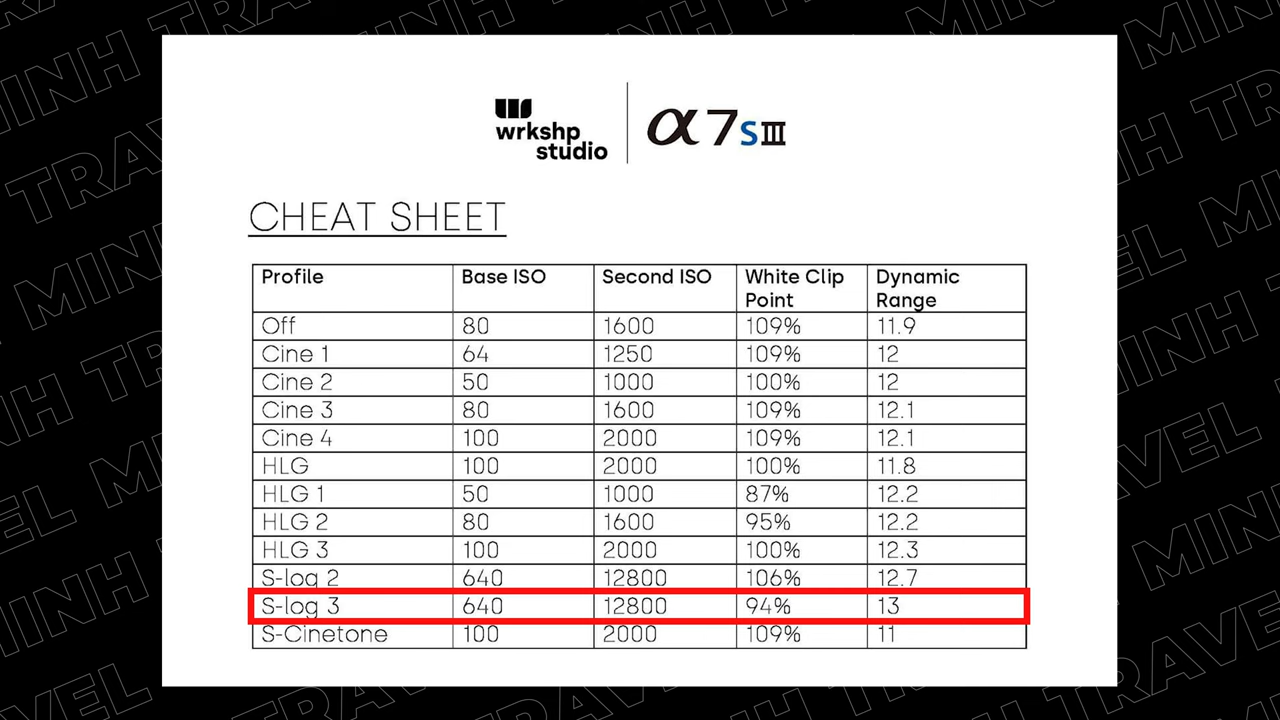 wrkshp
studio
α7SIII
CHEAT SHEET
Profile Base ISO Second ISO White Clip Point Dynamic Range
Off 80 1600 109% 11.9
Cine 1 64 1250 109% 12
Cine 2 50 1000 100% 12
Cine 3 80 1600 109% 12.1
Cine 4 100 2000 109% 12.1
HLG 100 2000 100% 11.8
HLG 1 50 1000 87% 12.2
HLG 2 80 1600 95% 12.2
HLG 3 100 2000 100% 12.3
S-log 2 640 12800 106% 12.7
S-log 3 640 12800 94% 13
S-Cinetone 100 2000 109% 11
MINH TRAVEL